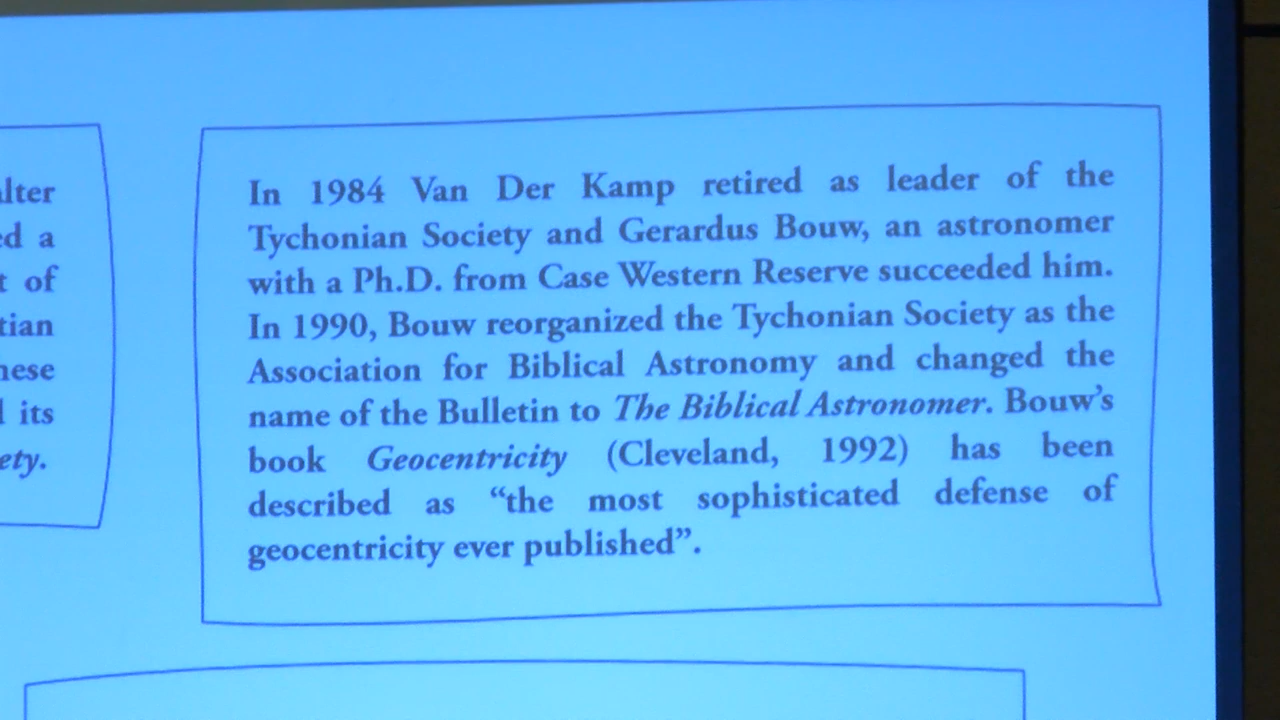 ed a
t of
its
In 1984 Van Der Kamp retired as leader of the
Tychonian Society and Gerardus Bouw, an astronomer
with a Ph.D. from Case Western Reserve succeeded him.
In 1990, Bouw reorganized the Tychonian Society as the
Association for Biblical Astronomy and changed the
name of the Bulletin to The Biblical Astronomer. Bouw's
book Geocentricity (Cleveland, 1992) has been
described as “the most sophisticated defense of
geocentricity ever published”.